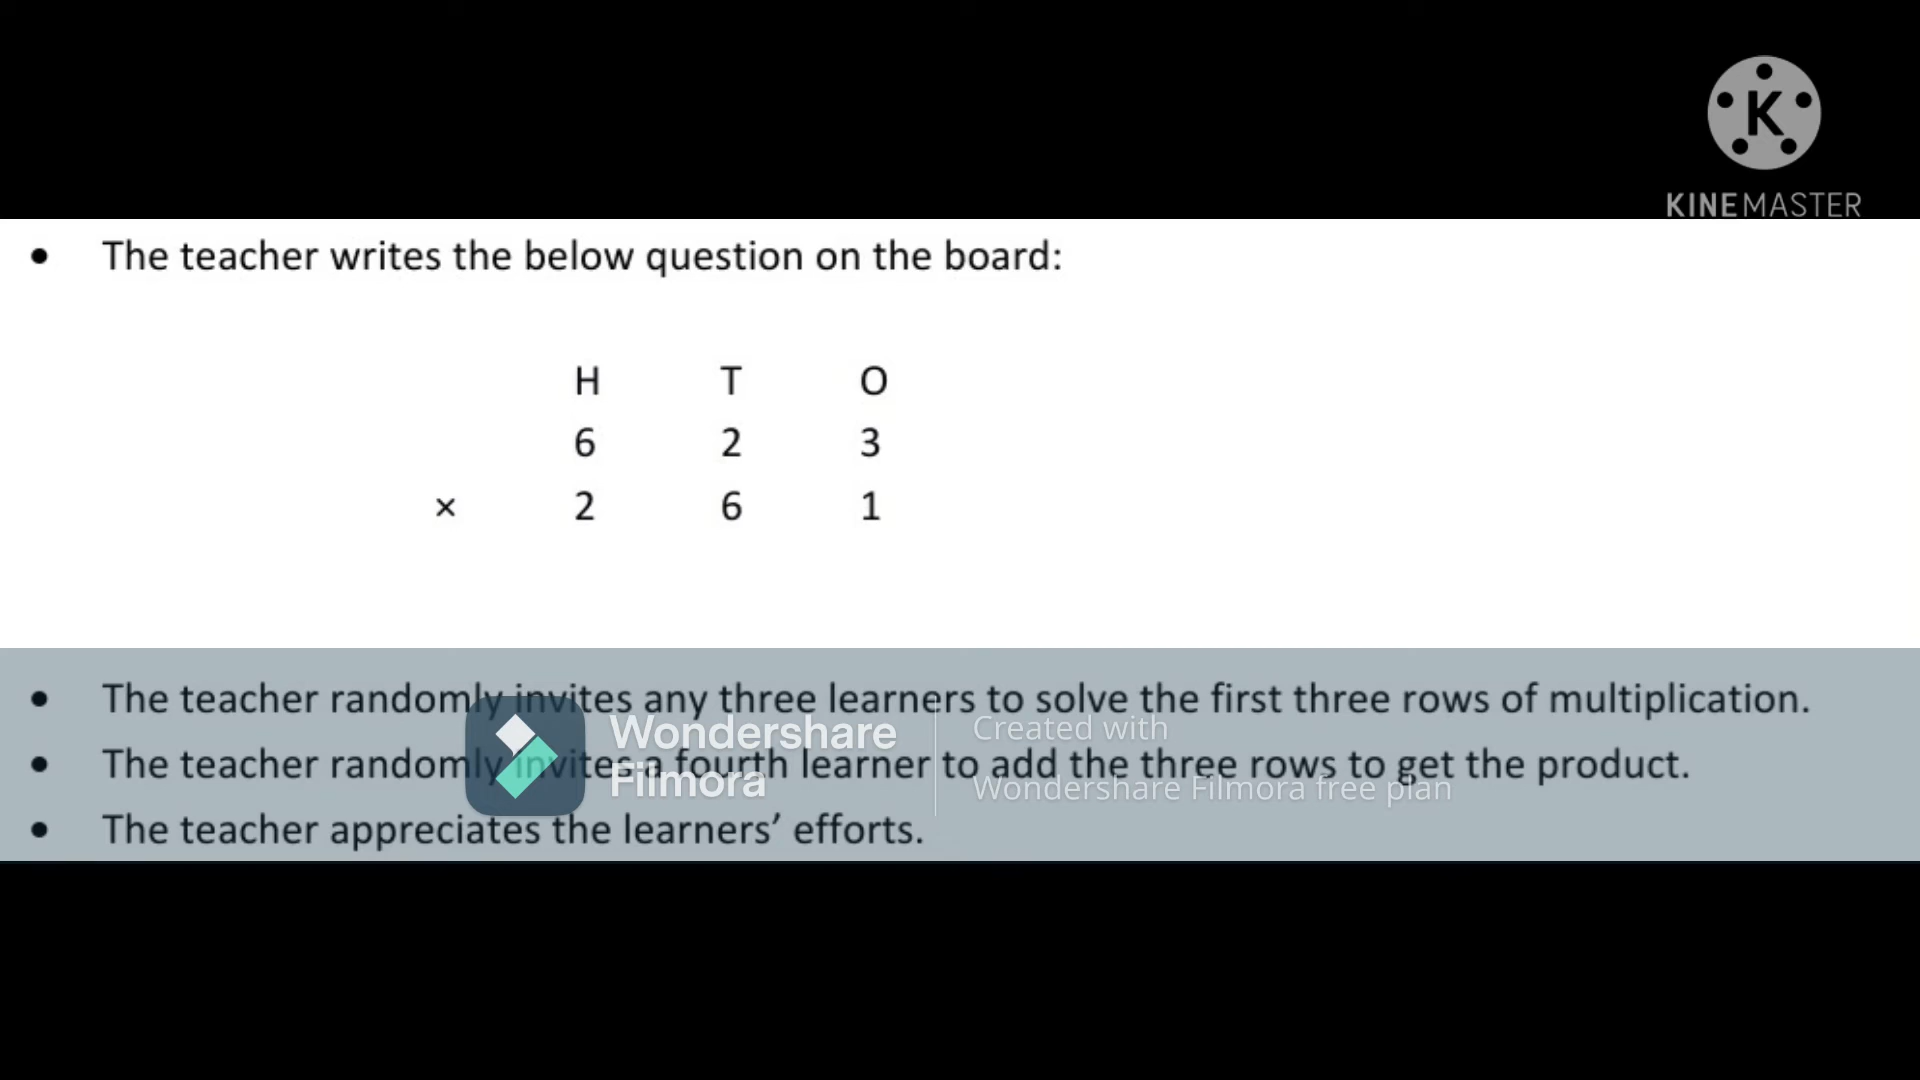 K
KINEMASTER
• The teacher writes the below question on the board:
H T O
6 2 3
× 2 6 1
• The teacher randomly invites any three learners to solve the first three rows of multiplication.
Wondershare
Filmora
Created with
Wondershare Filmora free plan
• The teacher randomly invites a fourth learner to add the three rows to get the product.
• The teacher appreciates the learners’ efforts.